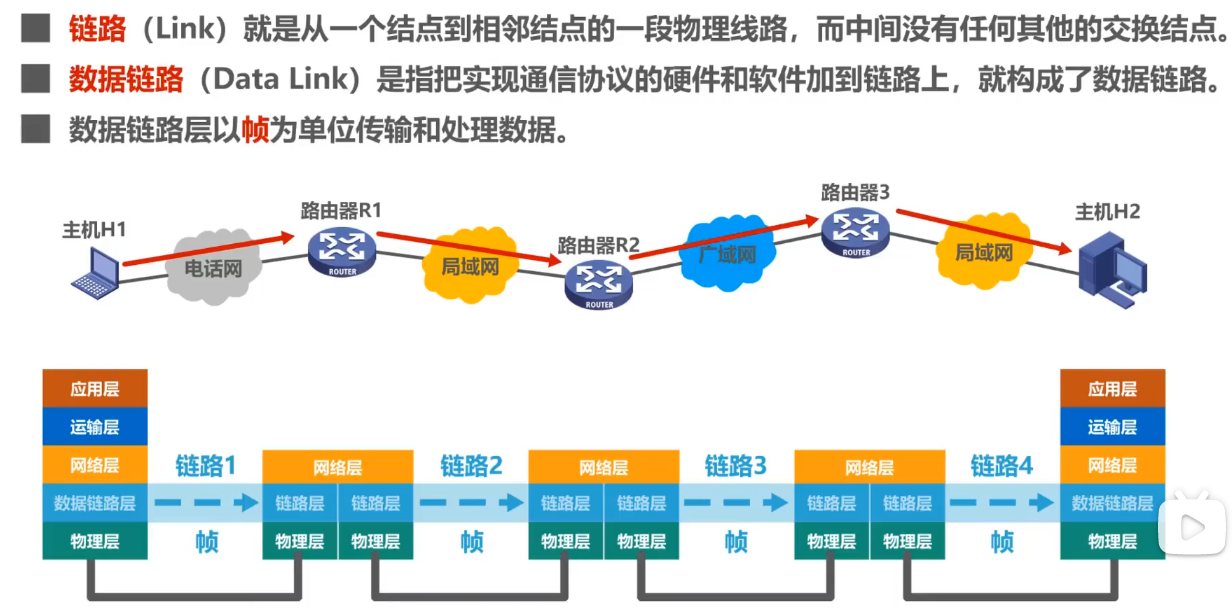 链路（Link）就是从一个结点到相邻结点的一段物理线路，而中间没有任何其他的交换结点。
数据链路（Data Link）是指把实现通信协议的硬件和软件加到链路上，就构成了数据链路。
数据链路层以帧为单位传输和处理数据。
主机H1
电话网
路由器R1
ROUTER
局域网
路由器R2
ROUTER
广域网
路由器3
ROUTER
局域网
主机H2
应用层
运输层
网络层
数据链路层
物理层
链路1
帧
网络层
链路层 链路层
物理层 物理层
链路2
帧
网络层
链路层 链路层
物理层 物理层
链路3
帧
网络层
链路层 链路层
物理层 物理层
链路4
帧
应用层
运输层
网络层
数据链路层
物理层